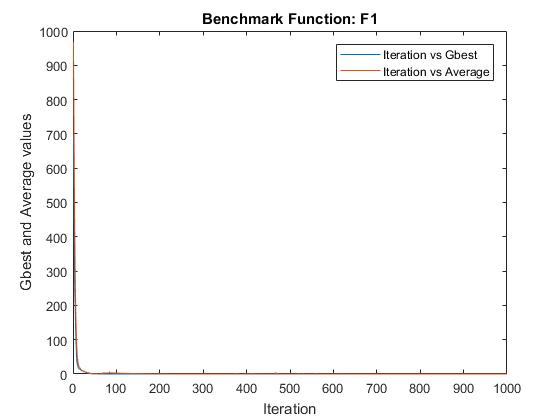 Benchmark Function: F1
Iteration vs Gbest
Iteration vs Average
Gbest and Average values
1000
900
800
700
600
500
400
300
200
100
0
0 100 200 300 400 500 600 700 800 900 1000
Iteration